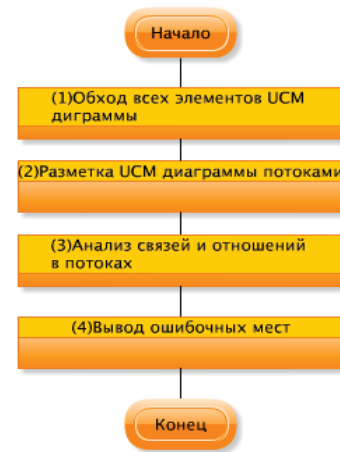 Начало
(1)Обход всех элементов UCM
диграммы
(2)Разметка UCM диаграммы потоками
(3)Анализ связей и отношений
в потоках
(4)Вывод ошибочных мест
Конец